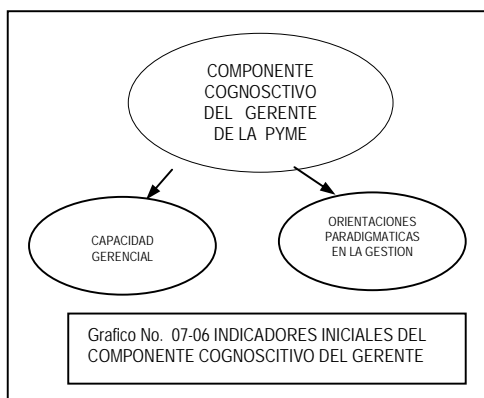 COMPONENTE
COGNOSCTIVO
DEL GERENTE
DE LA PYME
CAPACIDAD
GERENCIAL
ORIENTACIONES
PARADIGMATICAS
EN LA GESTION
Grafico No. 07-06 INDICADORES INICIALES DEL
COMPONENTE COGNOSCITIVO DEL GERENTE